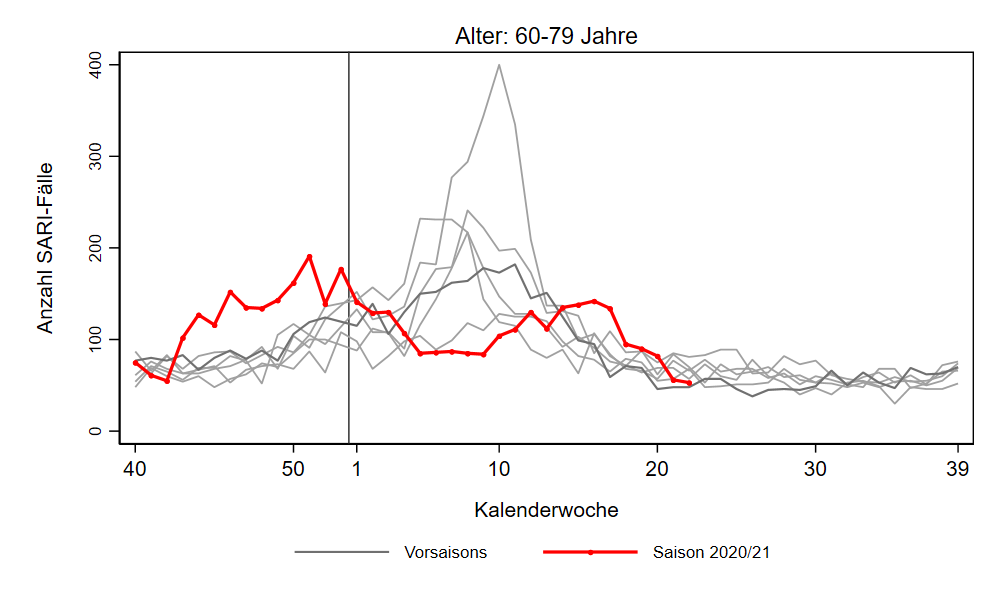 Alter: 60-79 Jahre
Anzahl SARI-Fälle
400
300
200
100
0
40 50 1 10 20 30 39
Kalenderwoche
Vorsaisons Saison 2020/21